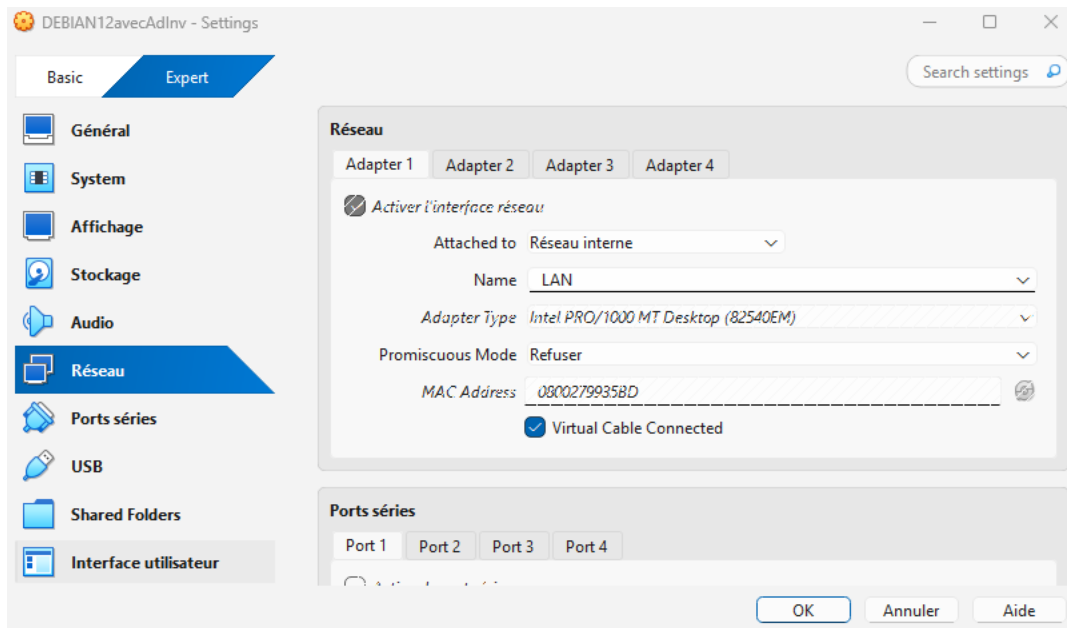 DEBIAN12avecAdInv - Settings
Basic
Expert
Search settings
Général
System
Affichage
Stockage
Audio
Réseau
Ports séries
USB
Shared Folders
Interface utilisateur
Réseau
Adapter 1 Adapter 2 Adapter 3 Adapter 4
Activer l'interface réseau
Attached to Réseau interne
Name LAN
Adapter Type Intel PRO/1000 MT Desktop (82540EM)
Promiscuous Mode Refuser
MAC Address 0800279935BD
Virtual Cable Connected
Ports séries
Port 1 Port 2 Port 3 Port 4
OK Annuler Aide